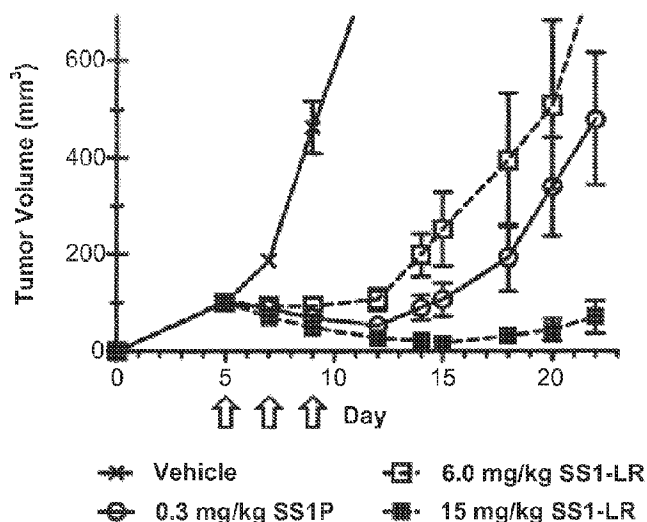 Tumor Volume (mm³)
600
400
200
0
0
5
10
15
20
Day
Vehicle
6.0 mg/kg SS1-LR
0.3 mg/kg SS1P
15 mg/kg SS1-LR